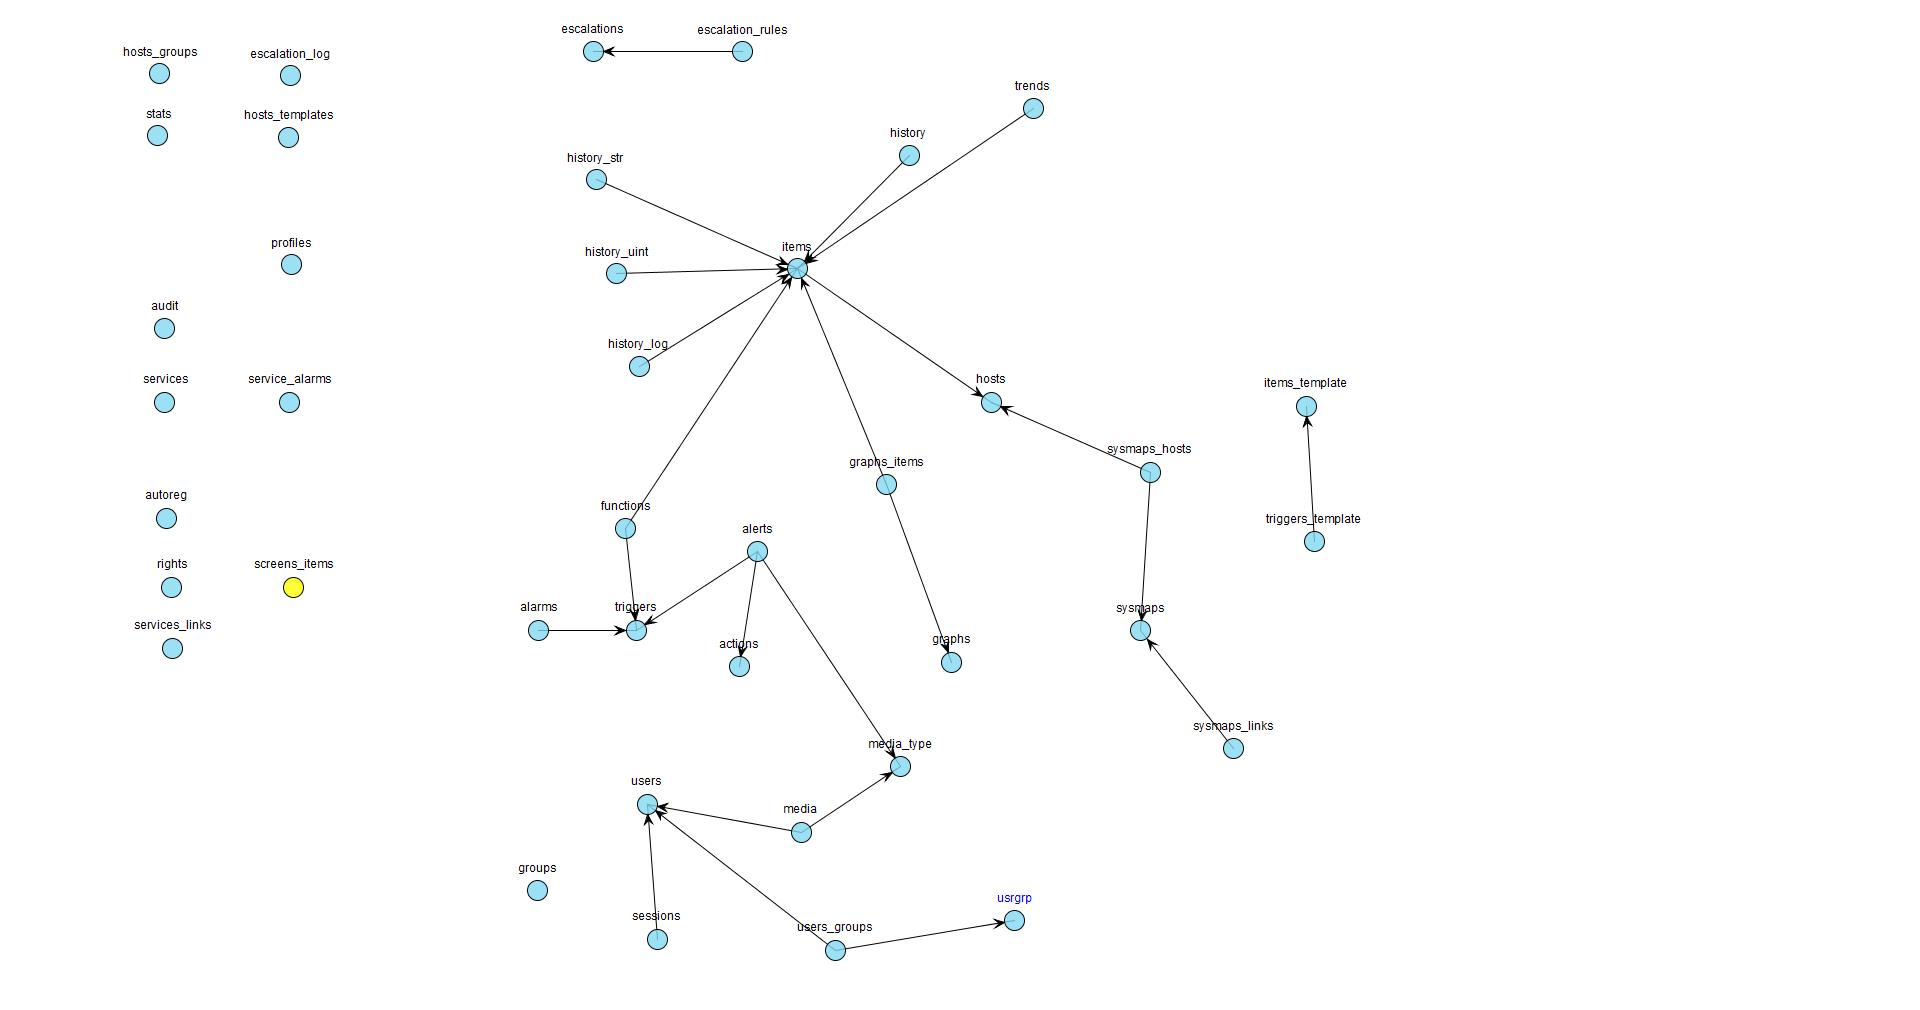 escalations
escalation_rules
hosts_groups
escalation_log
trends
stats
hosts_templates
history
history_str
profiles
items
history_uint
audit
history_log
services
service_alarms
hosts
items_template
sysmaps_hosts
graphs_items
autoreg
functions
triggers_template
alerts
rights
screens_items
alarms
triggers
sysmaps
services_links
actions
graphs
sysmaps_links
media_type
users
media
groups
usrgrp
sessions
users_groups